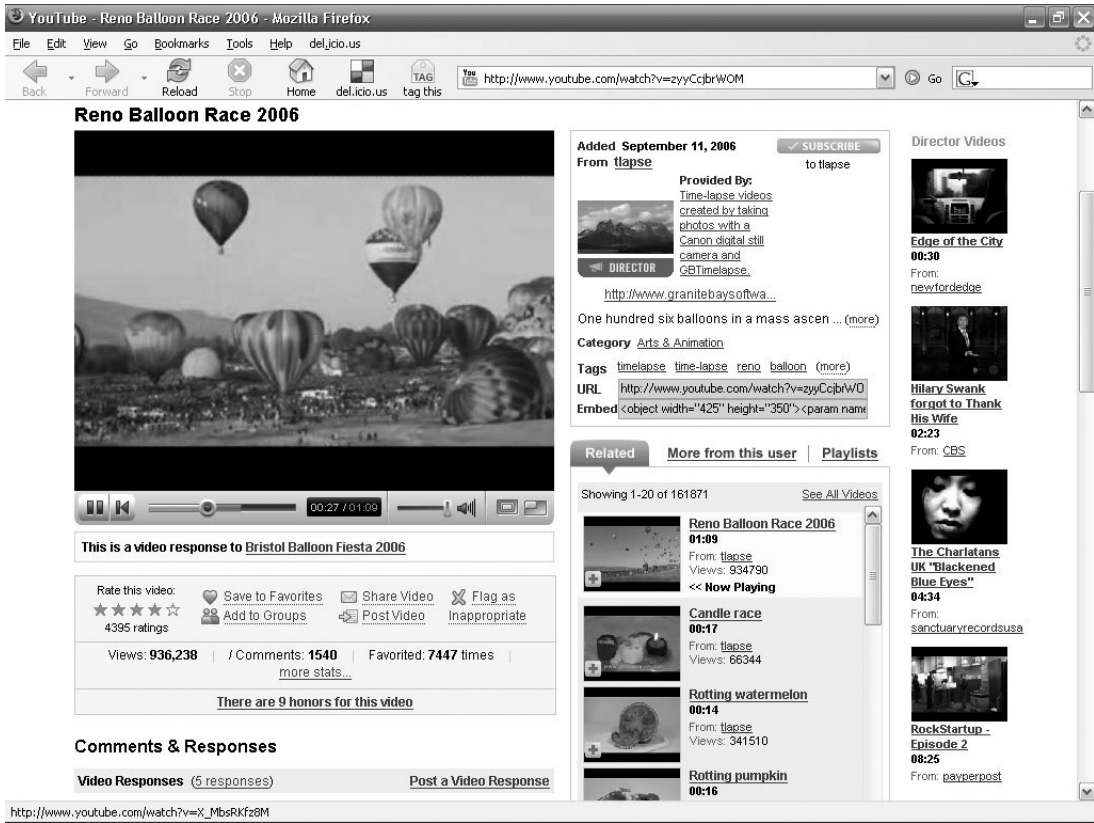 YouTube - Reno Balloon Race 2006 - Mozilla Firefox
File Edit View Go Bookmarks Tools Help del.icio.us
Back Forward Reload Stop Home del.icio.us tag this TAG You http://www.youtube.com/watch?v=zyyCcjbrWOM Go G
Reno Balloon Race 2006
Added September 11, 2006
From tlapse
SUBSCRIBE
to tlapse
Provided By:
Time-lapse videos
created by taking
photos with a
Canon digital still
camera and
GBTimelapse.
DIRECTOR
http://www.granitebaysoftwa...
One hundred six balloons in a mass ascen ... (more)
Category Arts & Animation
Tags timelapse time-lapse reno balloon (more)
URL http://www.youtube.com/watch?v=zyyCcjbrWO
Embed <object width="425" height="350"><param name
00:27 / 01:09
This is a video response to Bristol Balloon Fiesta 2006
Rate this video:
4395 ratings
Save to Favorites Share Video Flag as
Add to Groups Post Video Inappropriate
Views: 936,238 | / Comments: 1540 | Favorited: 7447 times |
more stats...
There are 9 honors for this video
Comments & Responses
Video Responses (5 responses) Post a Video Response
Related More from this user | Playlists
Showing 1-20 of 161871 See All Videos
Reno Balloon Race 2006
01:09
From: tlapse
Views: 934790
<< Now Playing
Candle race
00:17
From: tlapse
Views: 66344
Rotting watermelon
00:14
From: tlapse
Views: 341510
Rotting pumpkin
00:16
Director Videos
Edge of the City
00:30
From:
newfordedge
Hilary Swank
forgot to Thank
His Wife
02:23
From: CBS
The Charlatans
UK "Blackened
Blue Eyes"
04:34
From:
sanctuaryrecordsusa
RockStartup -
Episode 2
08:25
From: payperpost
http://www.youtube.com/watch?v=X_MbsRKfz8M